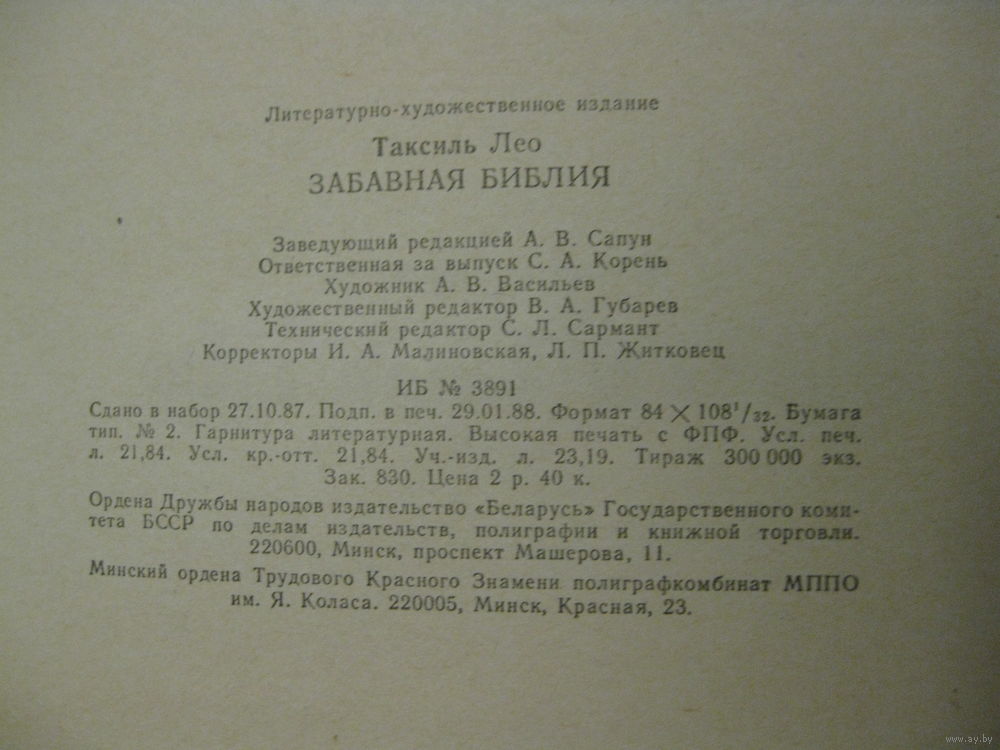 Литературно-художественное издание
Таксиль Лео
ЗАБАВНАЯ БИБЛИЯ
Заведующий редакцией А. В. Сапун
Ответственная за выпуск С. А. Корень
Художник А. В. Васильев
Художественный редактор В. А. Губарев
Технический редактор С. Л. Сармант
Корректоры И. А. Малиновская, Л. П. Житковец
ИБ № 3891
Сдано в набор 27.10.87. Подп. в печ. 29.01.88. Формат 84 × 108¹/₃₂. Бумага
тип. № 2. Гарнитура литературная. Высокая печать с ФПФ. Усл. печ.
л. 21,84. Усл. кр.-отт. 21,84. Уч.-изд. л. 23,19. Тираж 300 000 экз.
Зак. 830. Цена 2 р. 40 к.
Ордена Дружбы народов издательство «Беларусь» Государственного коми-
тета БССР по делам издательств, полиграфии и книжной торговли.
220600, Минск, проспект Машерова, 11.
Минский ордена Трудового Красного Знамени полиграфкомбинат МППО
им. Я. Коласа. 220005, Минск, Красная, 23.
www.ay.by